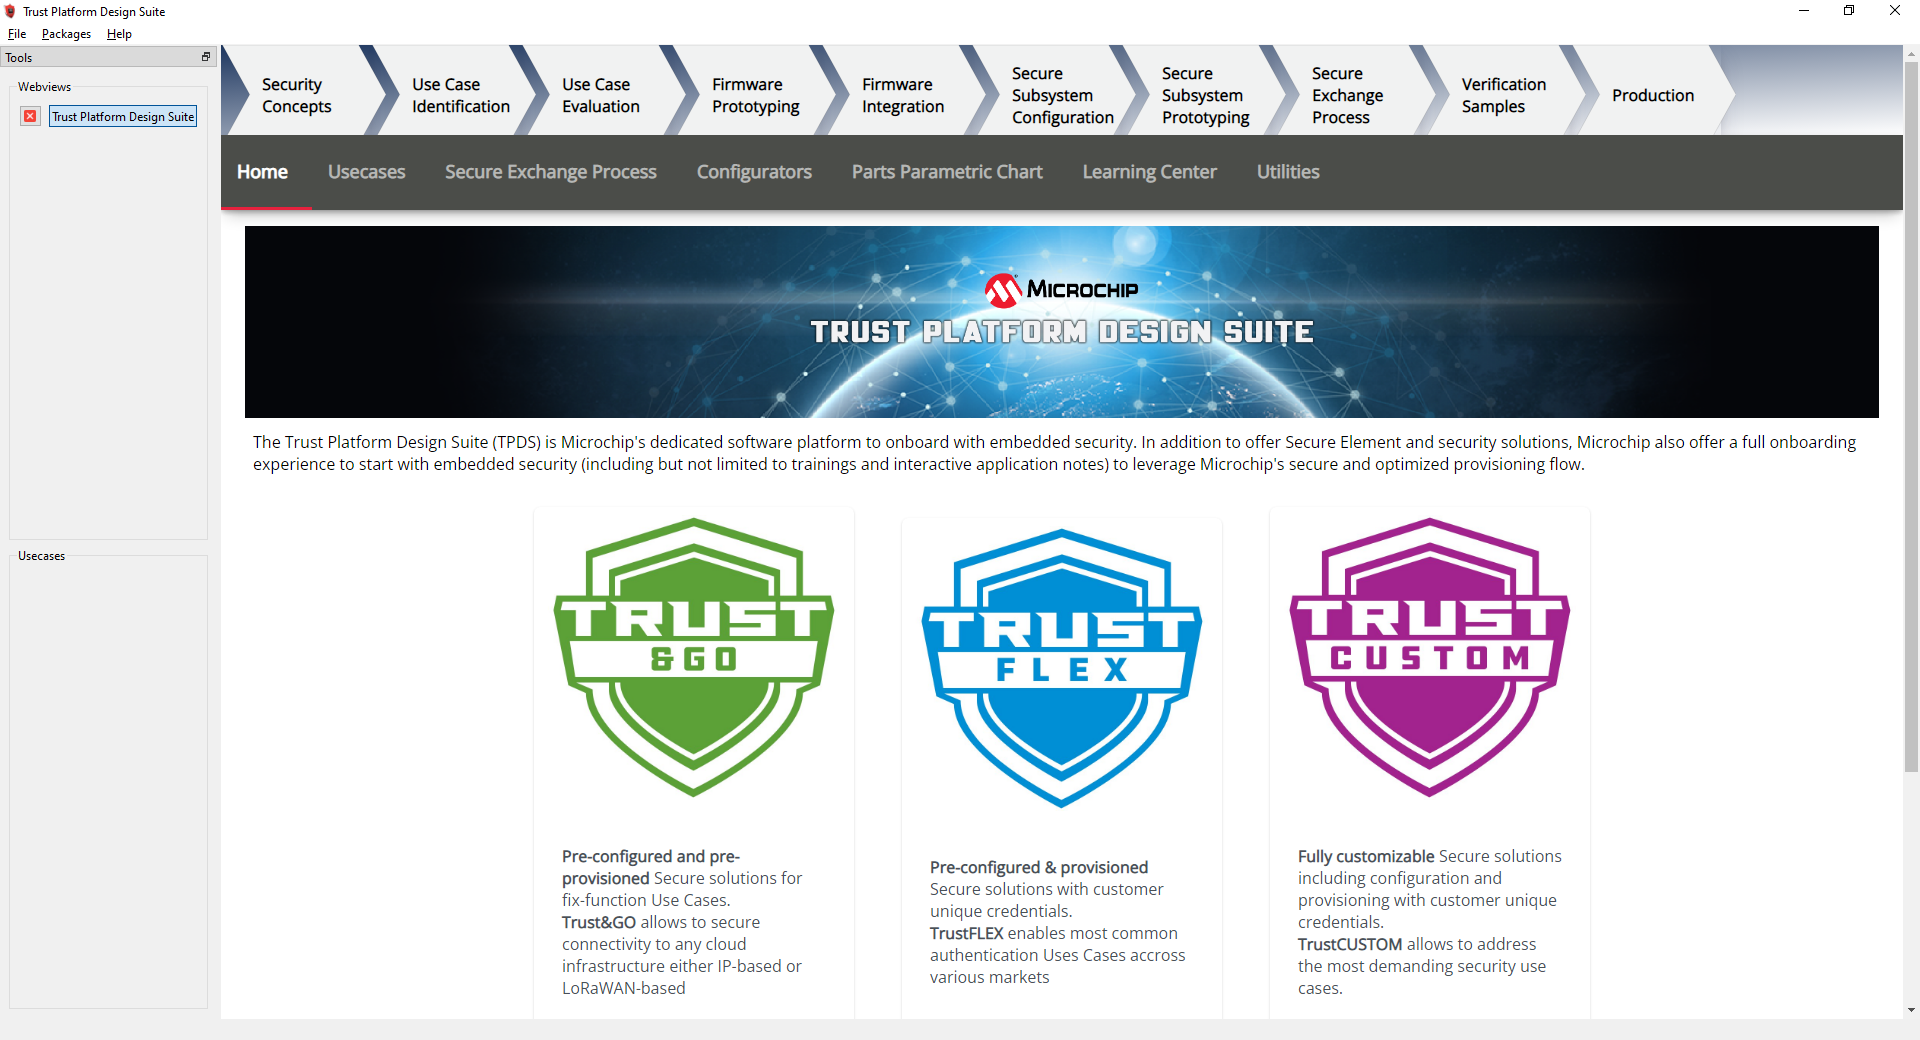 Trust Platform Design Suite
File Packages Help
Tools
Webviews
Trust Platform Design Suite
Usecases
Security
Concepts
Use Case
Identification
Use Case
Evaluation
Firmware
Prototyping
Firmware
Integration
Secure
Subsystem
Configuration
Secure
Subsystem
Prototyping
Secure
Exchange
Process
Verification
Samples
Production
Home Usecases Secure Exchange Process Configurators Parts Parametric Chart Learning Center Utilities
MICROCHIP
TRUST PLATFORM DESIGN SUITE
The Trust Platform Design Suite (TPDS) is Microchip's dedicated software platform to onboard with embedded security. In addition to offer Secure Element and security solutions, Microchip also offer a full onboarding
experience to start with embedded security (including but not limited to trainings and interactive application notes) to leverage Microchip's secure and optimized provisioning flow.
TRUST
&GO
Pre-configured and pre-
provisioned Secure solutions for
fix-function Use Cases.
Trust&GO allows to secure
connectivity to any cloud
infrastructure either IP-based or
LoRaWAN-based
TRUST
FLEX
Pre-configured & provisioned
Secure solutions with customer
unique credentials.
TrustFLEX enables most common
authentication Uses Cases accross
various markets
TRUST
CUSTOM
Fully customizable Secure solutions
including configuration and
provisioning with customer unique
credentials.
TrustCUSTOM allows to address
the most demanding security use
cases.